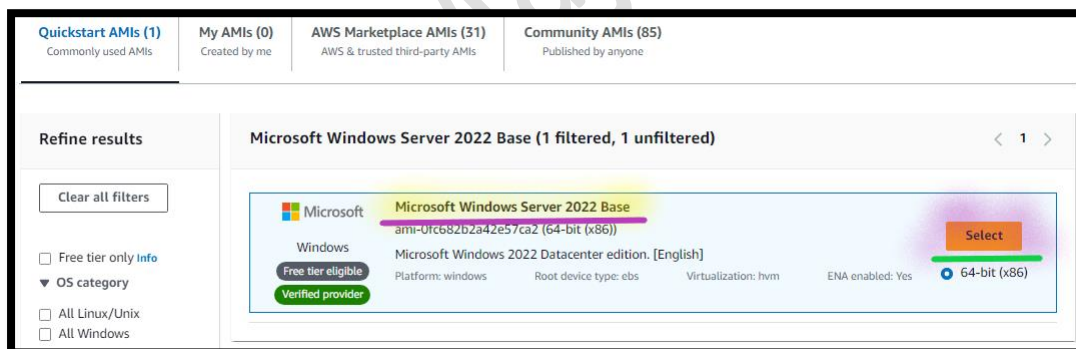 Quickstart AMIs (1)
Commonly used AMIs
My AMIs (0)
Created by me
AWS Marketplace AMIs (31)
AWS & trusted third-party AMIs
Community AMIs (85)
Published by anyone
Refine results
Clear all filters
Free tier only Info
OS category
All Linux/Unix
All Windows
Microsoft Windows Server 2022 Base (1 filtered, 1 unfiltered)
1
Microsoft
Windows
Free tier eligible
Verified provider
Microsoft Windows Server 2022 Base
ami-0fc682b2a42e57ca2 (64-bit (x86))
Microsoft Windows 2022 Datacenter edition. [English]
Platform: windows Root device type: ebs Virtualization: hvm ENA enabled: Yes
Select
64-bit (x86)